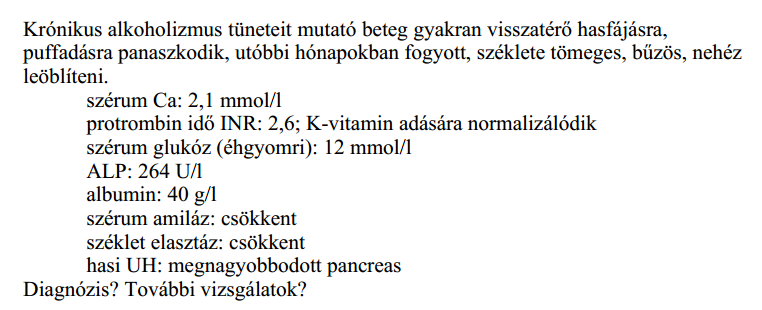 Krónikus alkoholizmus tüneteit mutató beteg gyakran visszatérő hasfájásra,
puffadásra panaszkodik, utóbbi hónapokban fogyott, széklete tömeges, bűzös, nehéz
leöblíteni.
szérum Ca: 2,1 mmol/l
protrombin idő INR: 2,6; K-vitamin adására normalizálódik
szérum glukóz (éhgyomri): 12 mmol/l
ALP: 264 U/l
albumin: 40 g/l
szérum amiláz: csökkent
széklet elasztáz: csökkent
hasi UH: megnagyobbodott pancreas
Diagnózis? További vizsgálatok?